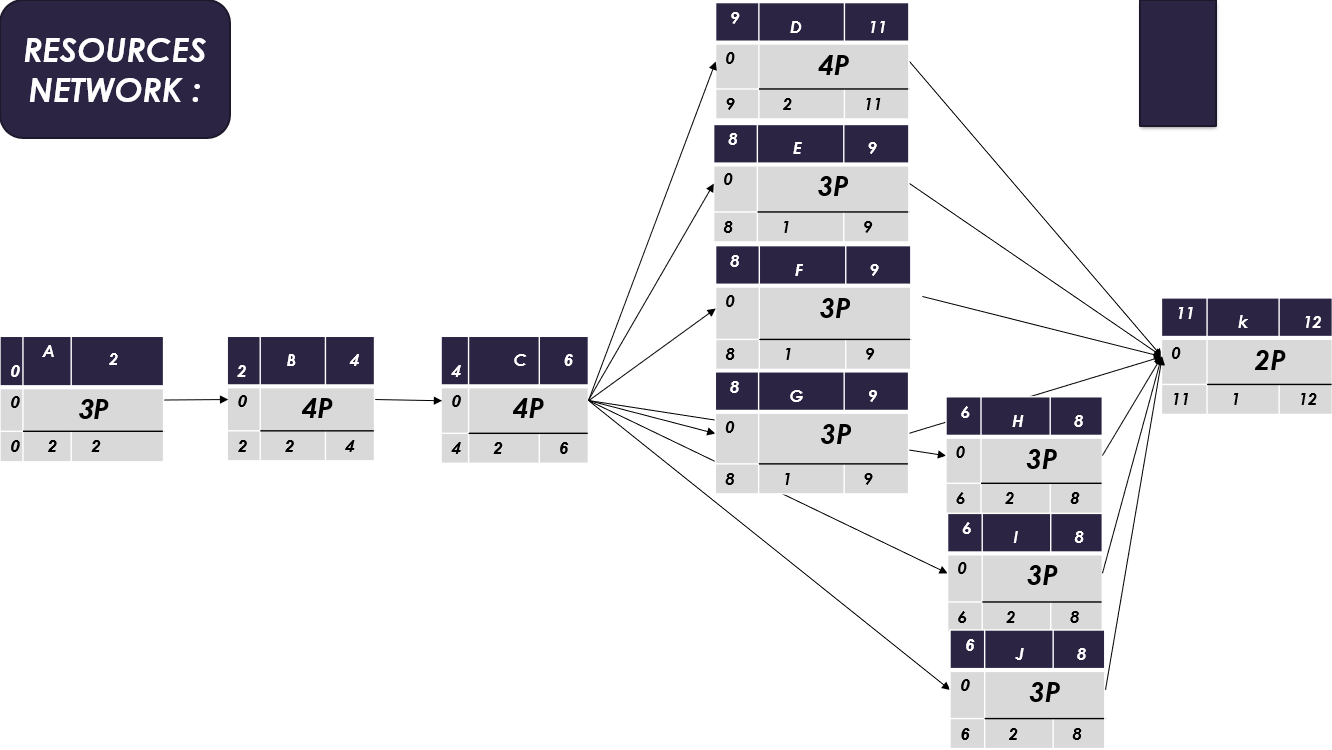 RESOURCES
NETWORK :
9 D 11
0 4P
9 2 11
8 E 9
0 3P
8 1 9
8 F 9
0 3P
8 1 9
8 G 9
0 3P
8 1 9
0 A 2
0 3P
0 2 2
2 B 4
0 4P
2 2 4
4 C 6
0 4P
4 2 6
6 H 8
0 3P
6 2 8
6 I 8
0 3P
6 2 8
6 J 8
0 3P
6 2 8
11 k 12
0 2P
11 1 12